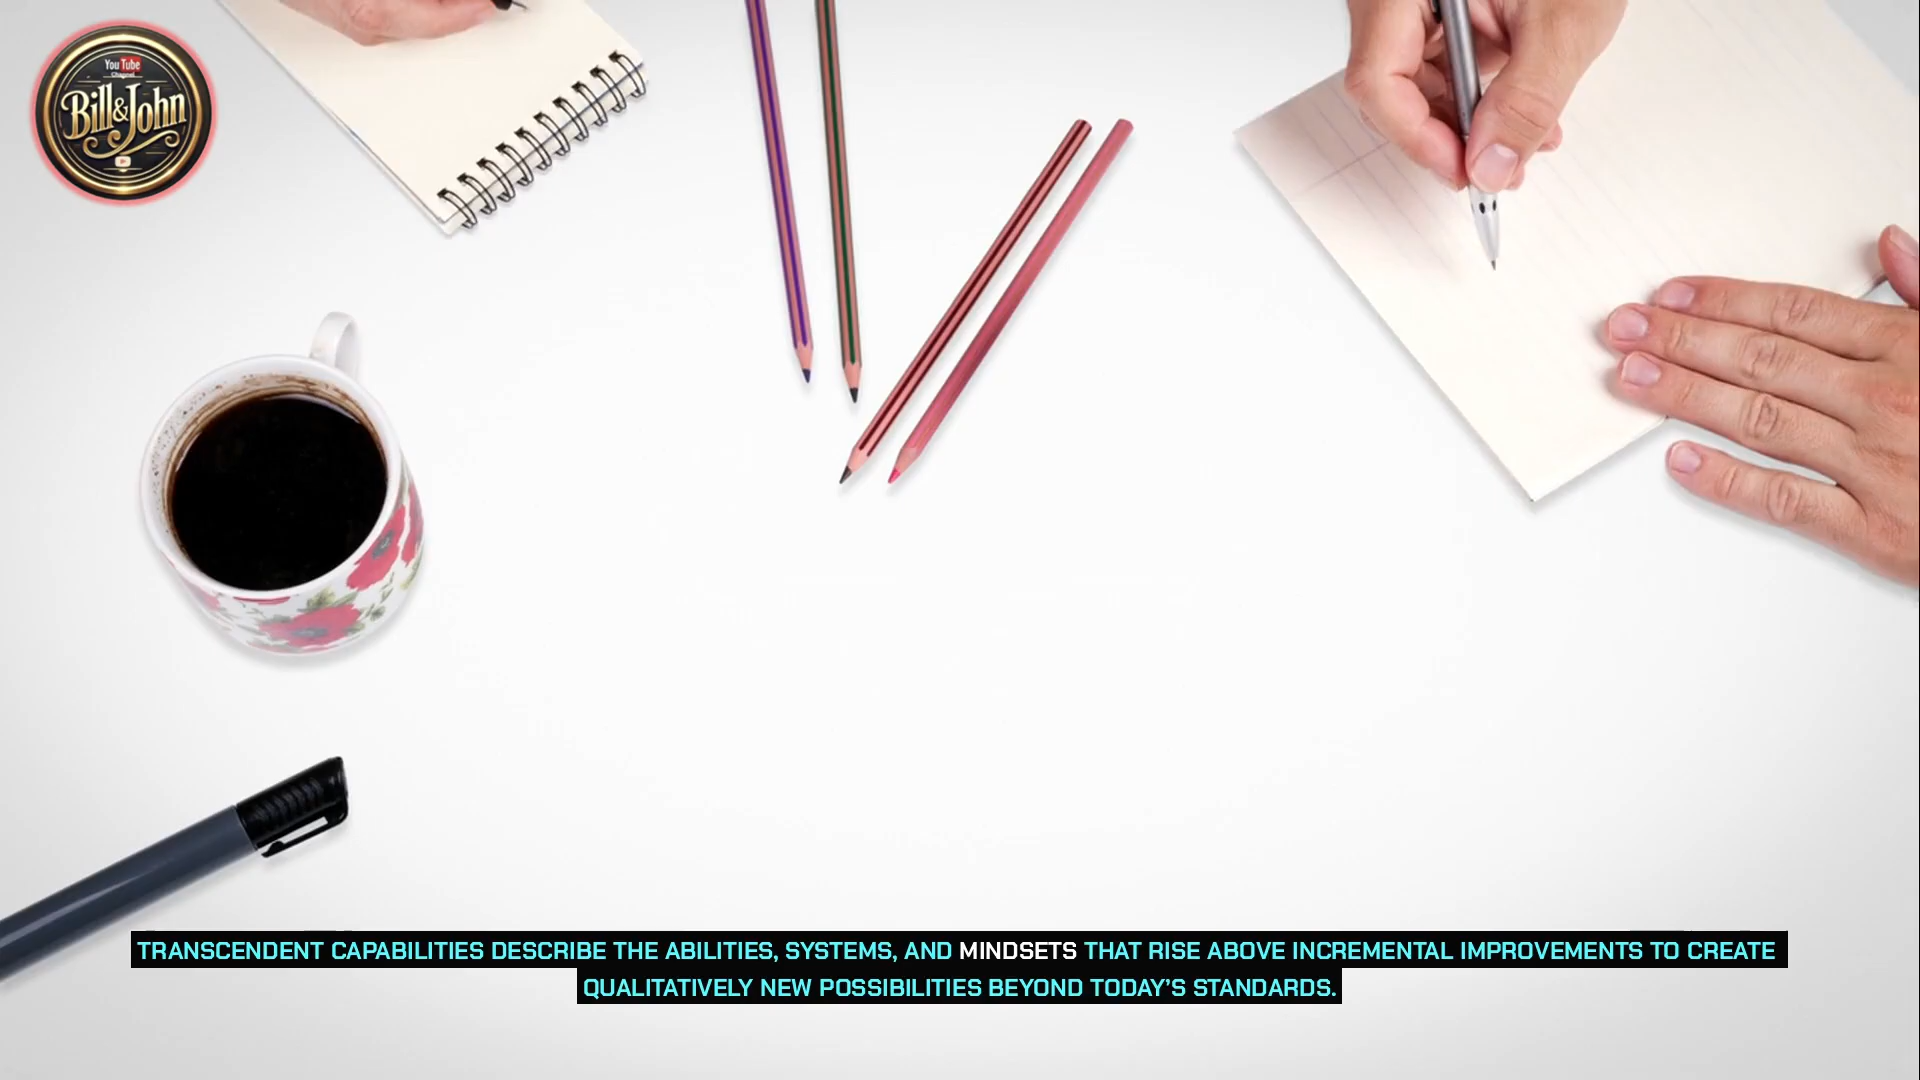 You Tube
Channel
Bill&John
TRANSCENDENT CAPABILITIES DESCRIBE THE ABILITIES, SYSTEMS, AND MINDSETS THAT RISE ABOVE INCREMENTAL IMPROVEMENTS TO CREATE
QUALITATIVELY NEW POSSIBILITIES BEYOND TODAY’S STANDARDS.